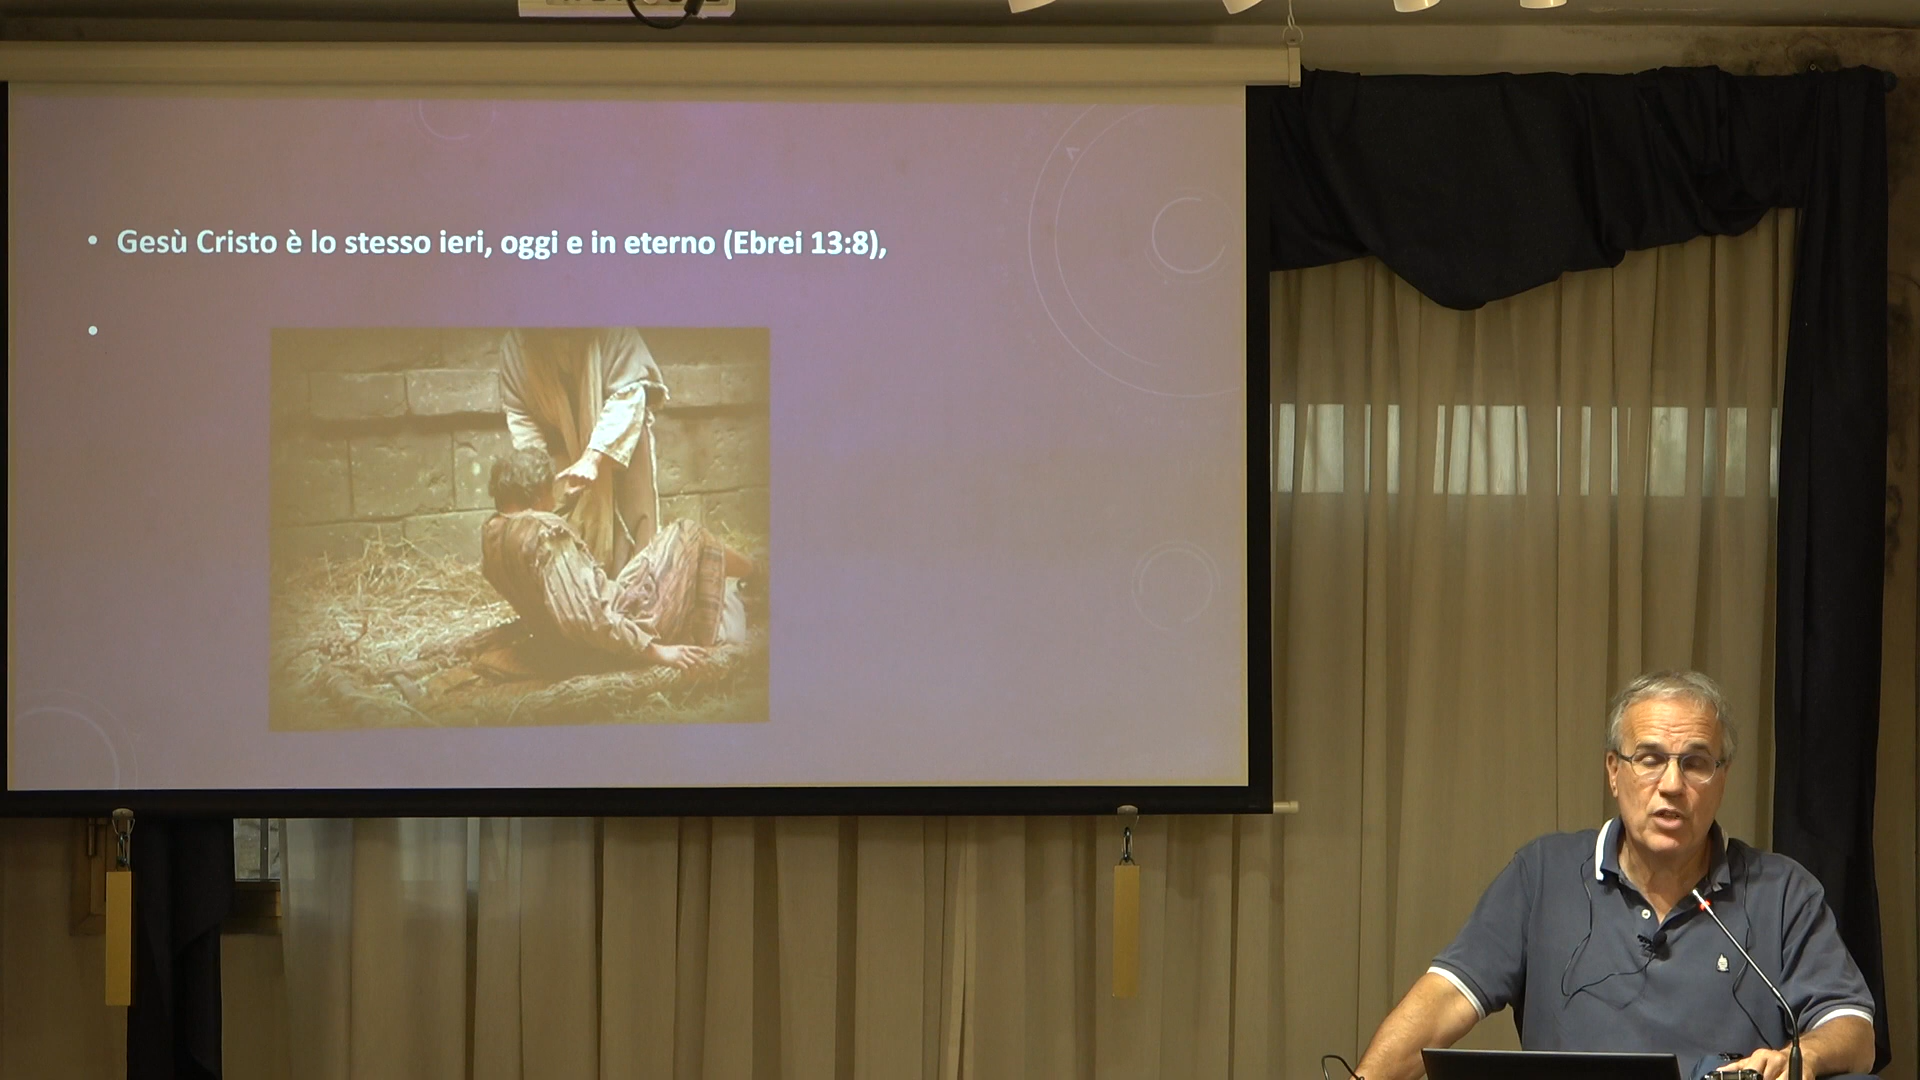 Gesù Cristo è lo stesso ieri, oggi e in eterno (Ebrei 13:8),